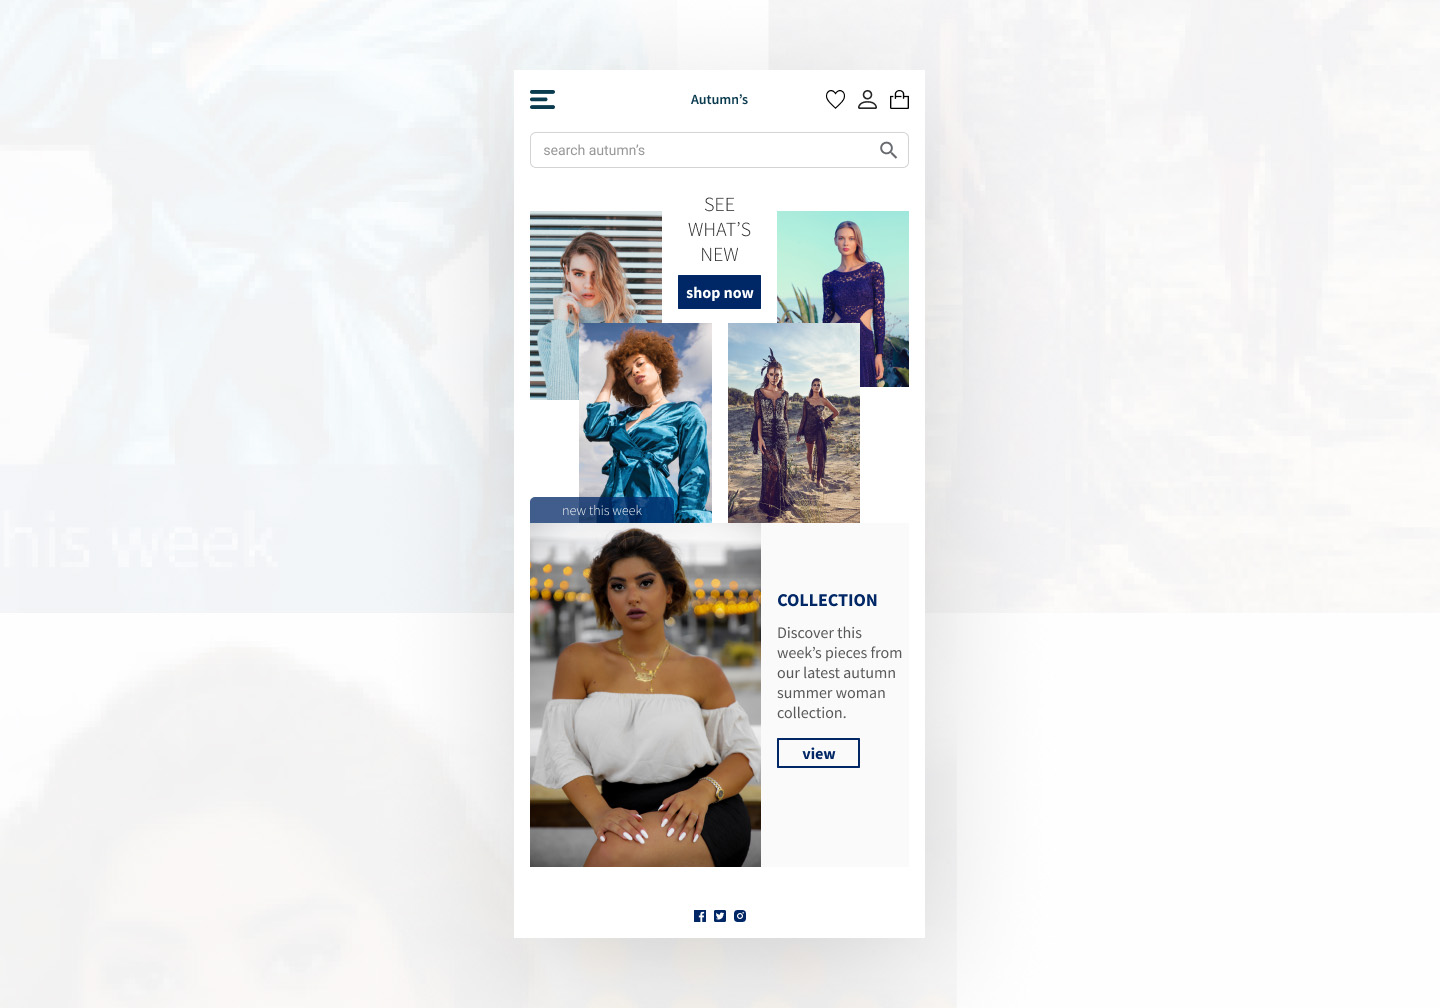 Autumn's
search autumn's
SEE
WHAT'S
NEW
shop now
new this week
COLLECTION
Discover this
week's pieces from
our latest autumn
summer woman
collection.
view
his week